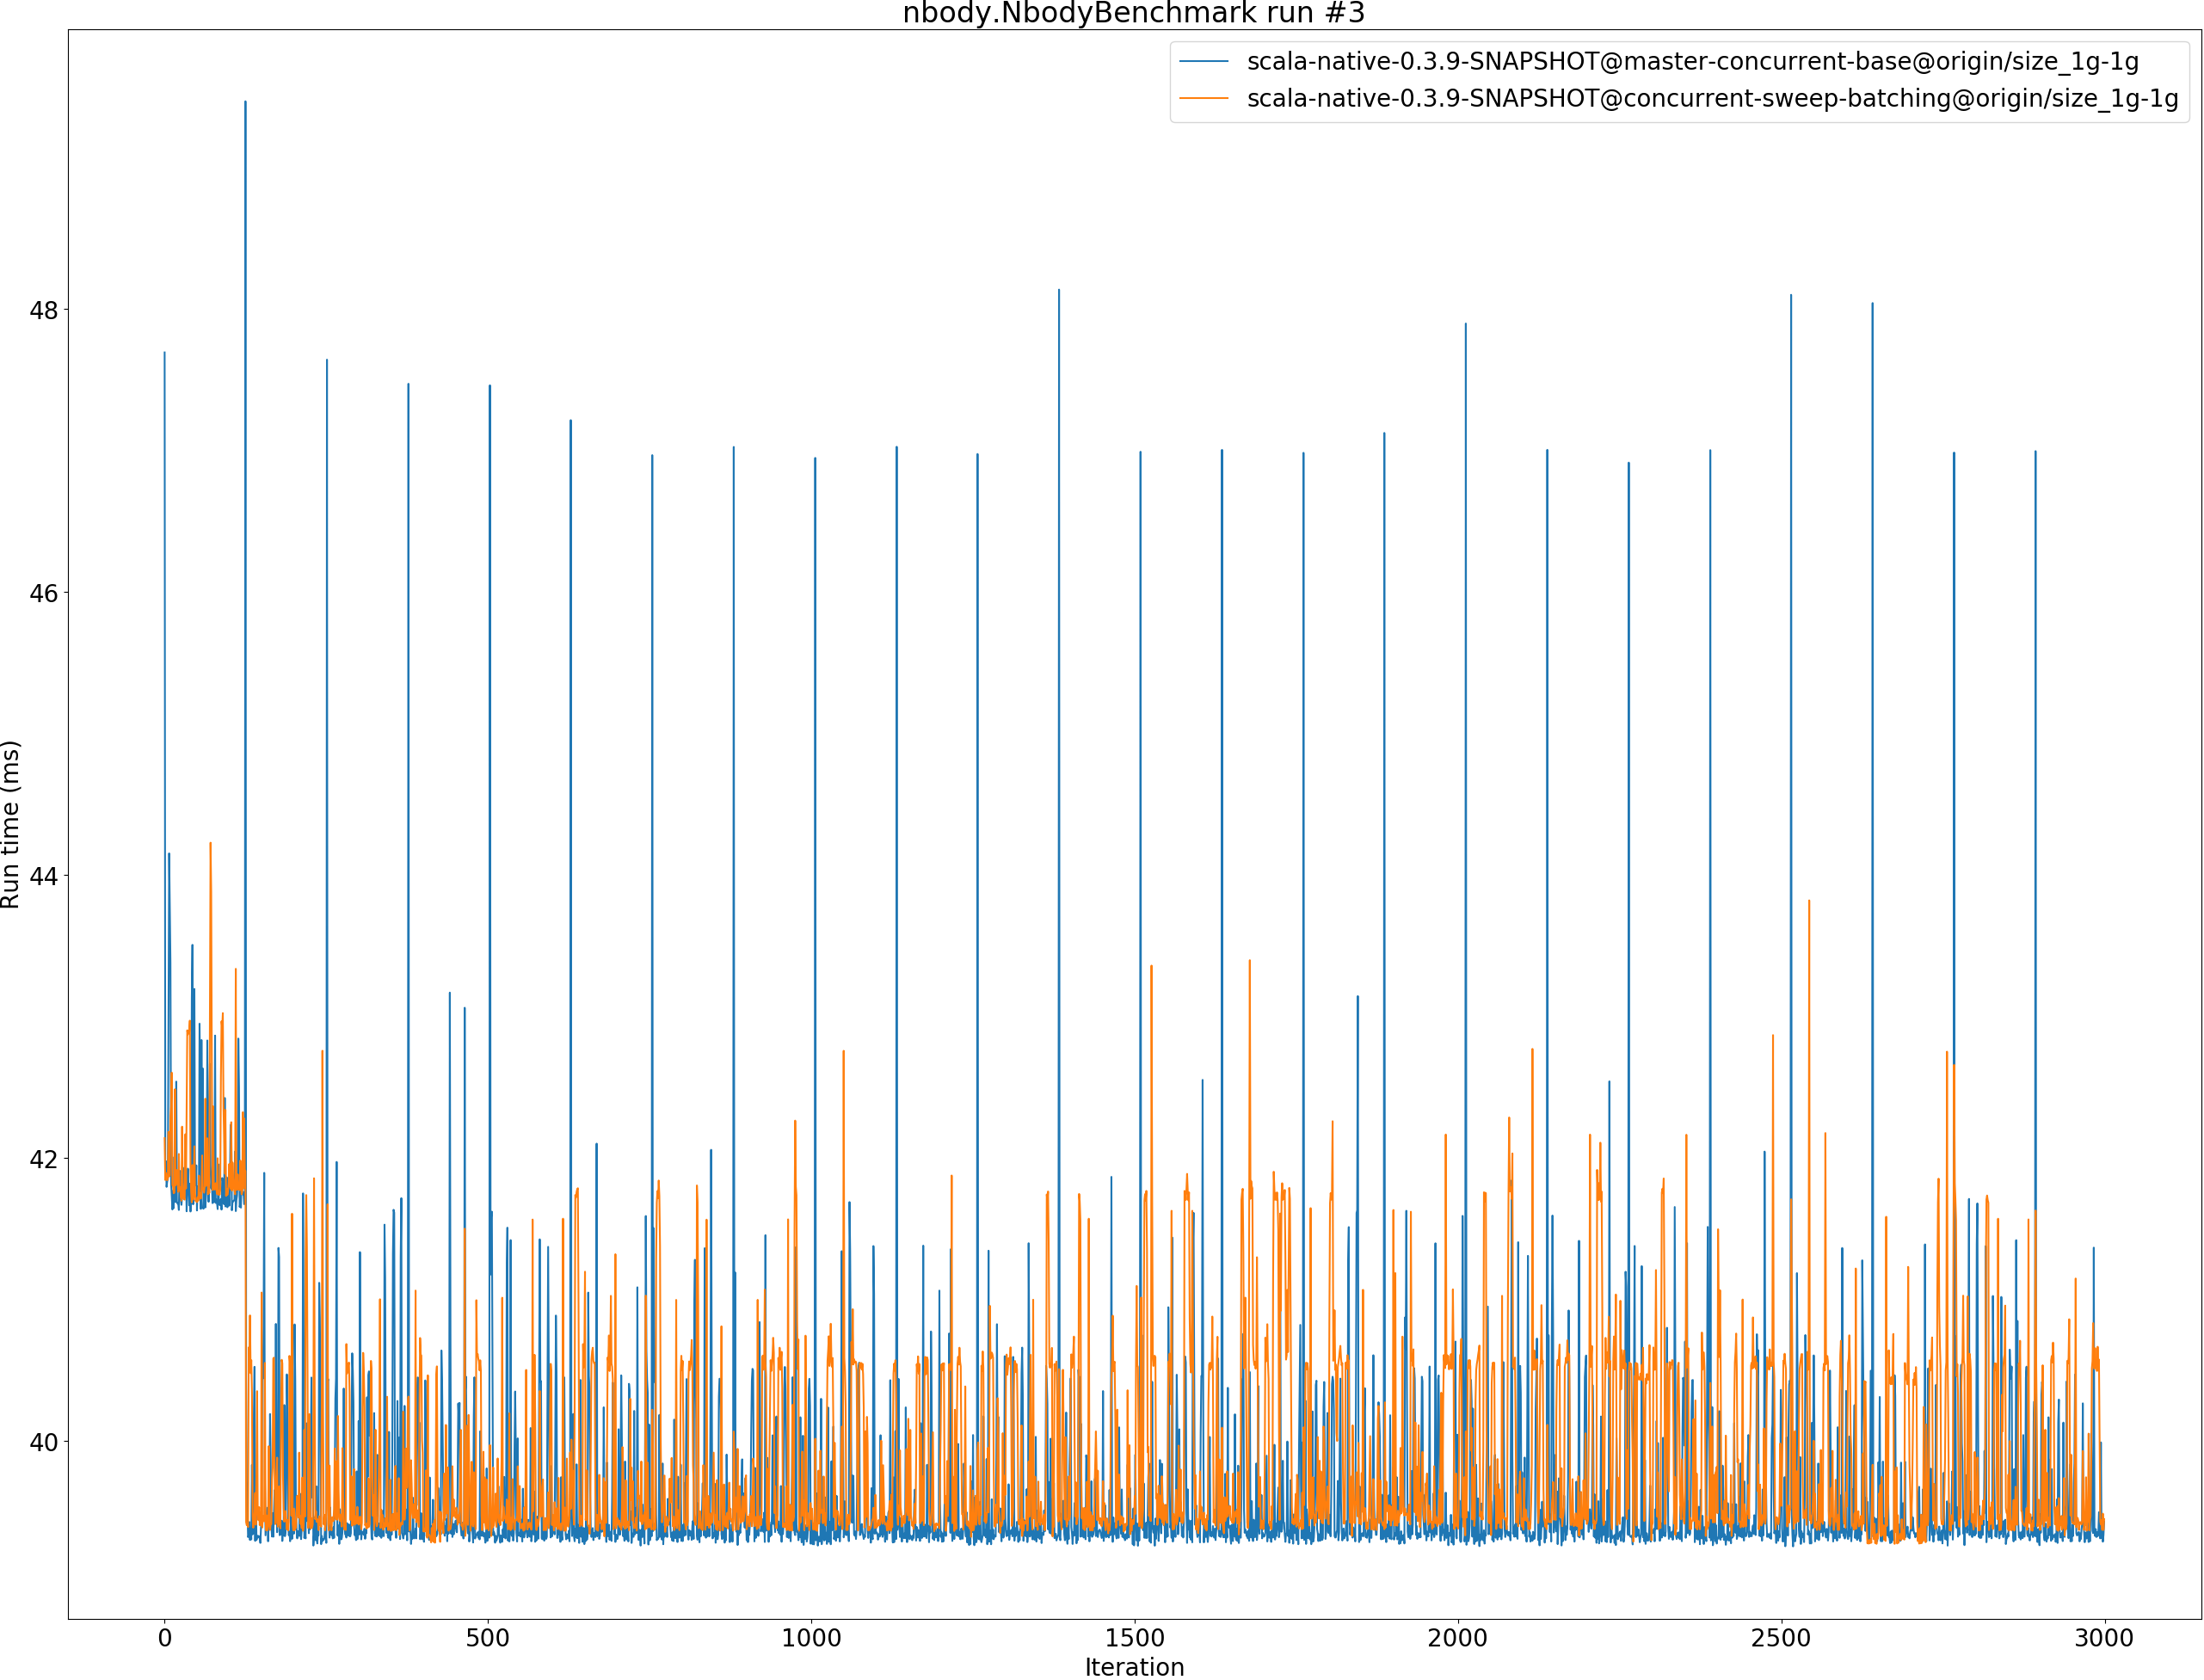 nbody.NbodyBenchmark run #3
scala-native-0.3.9-SNAPSHOT@master-concurrent-base@origin/size_1g-1g
scala-native-0.3.9-SNAPSHOT@concurrent-sweep-batching@origin/size_1g-1g
48
46
44
42
40
Run time (ms)
0 500 1000 1500 2000 2500 3000
Iteration